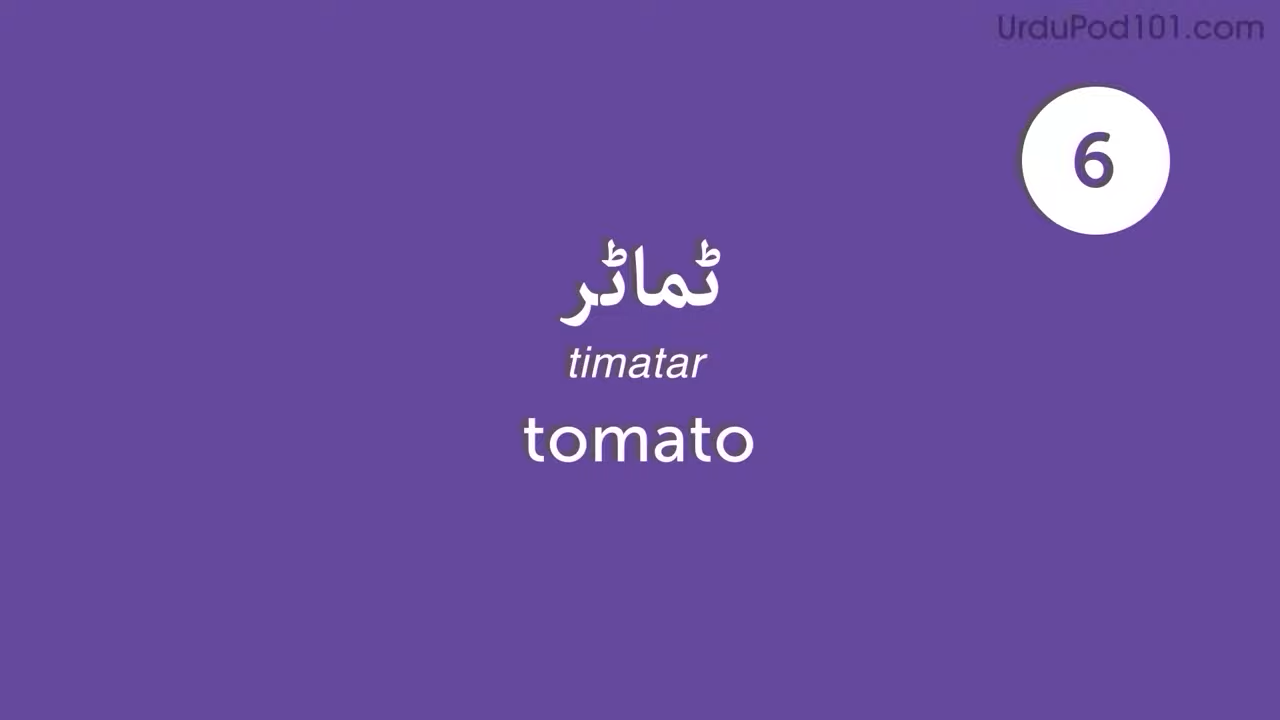 UrduPod101.com
6
ٹماٹر
timatar
tomato